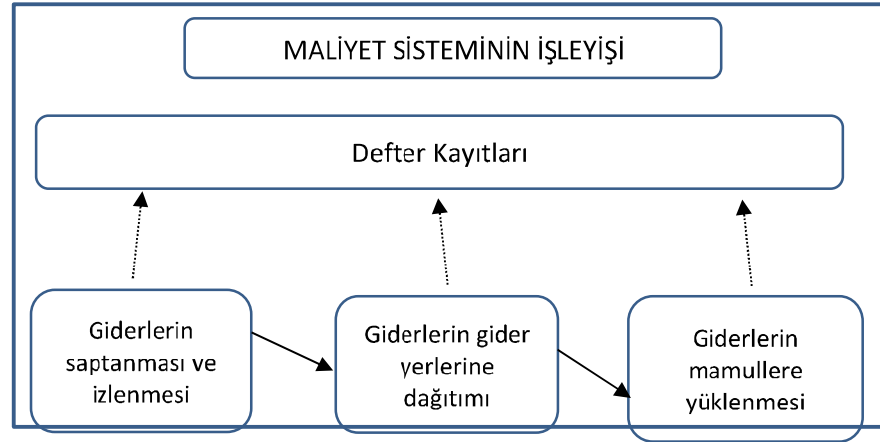 MALİYET SİSTEMİNİN İŞLEYİŞİ
Defter Kayıtları
Giderlerin
saptanması ve
izlenmesi
Giderlerin gider
yerlerine
dağıtımı
Giderlerin
mamullere
yüklenmesi